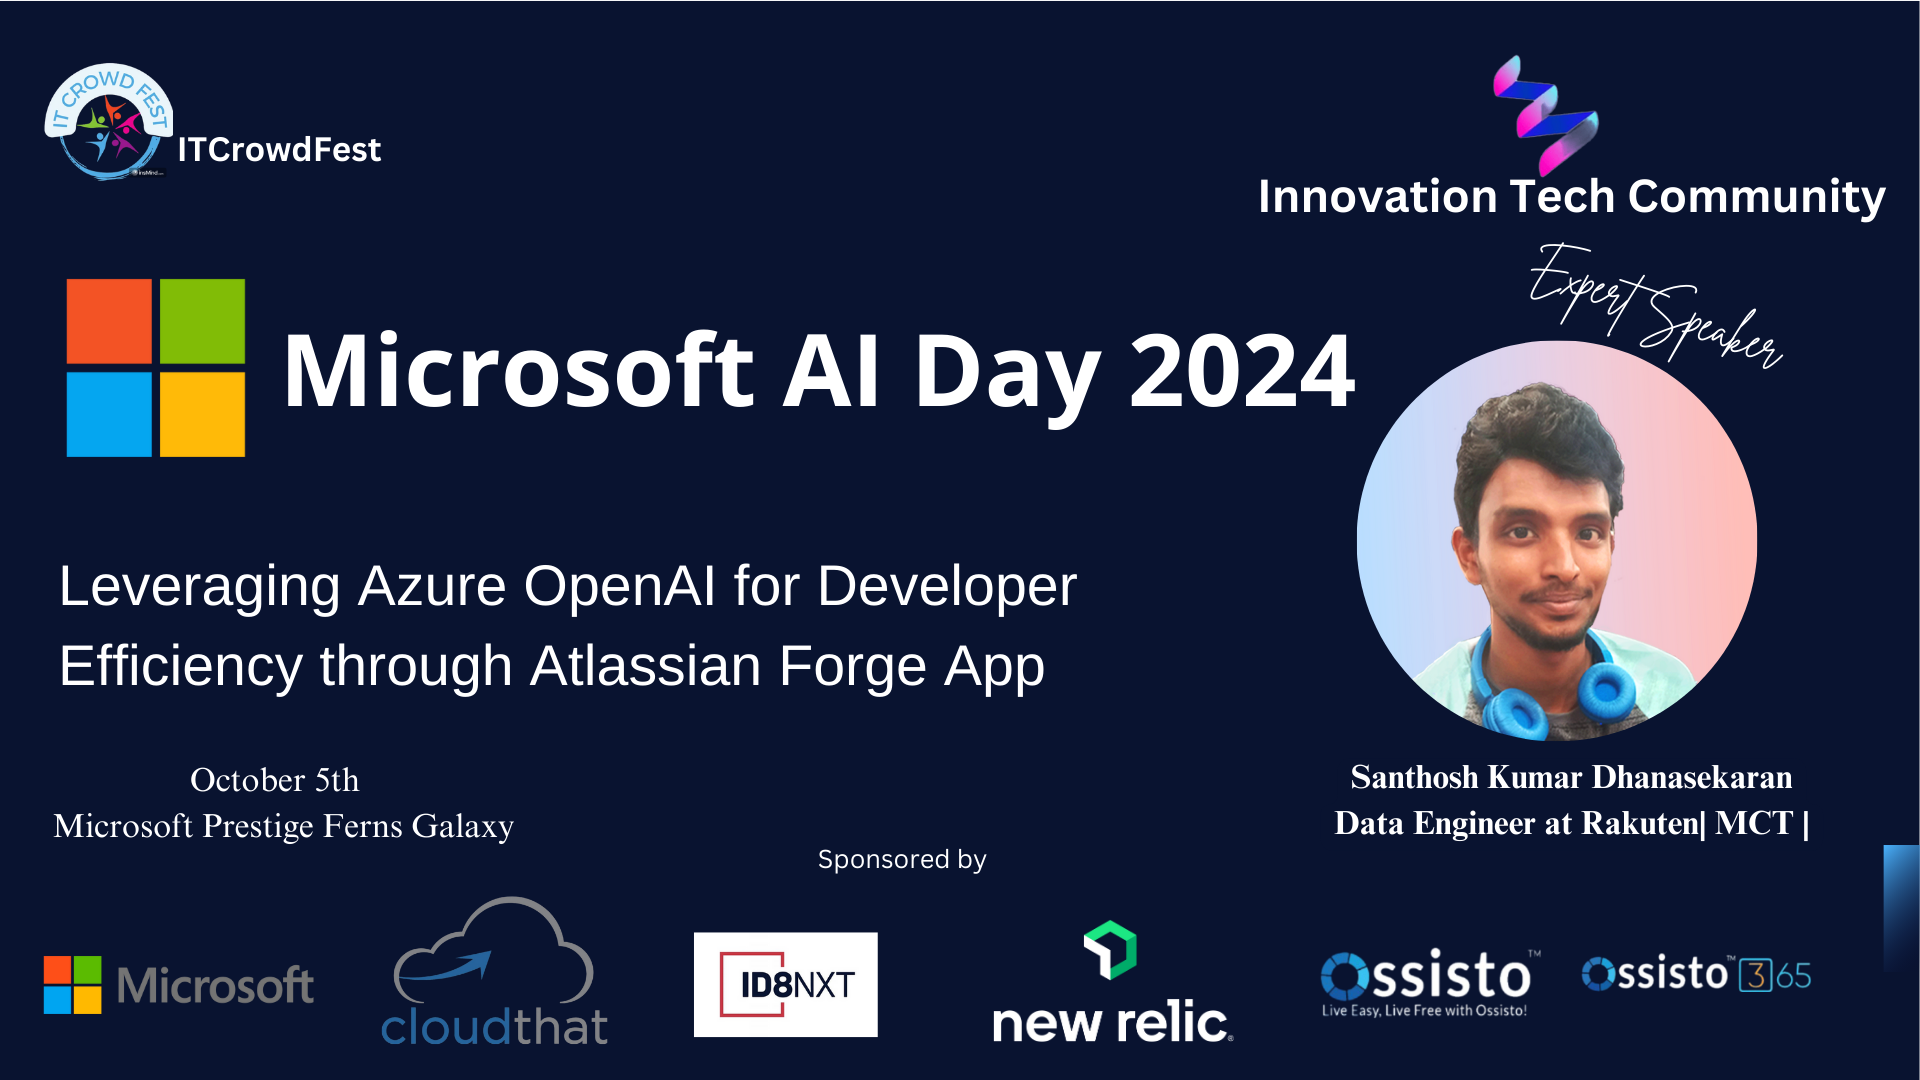 IT CROWD FEST
ITCrowdFest
Innovation Tech Community
Expert Speaker
Microsoft AI Day 2024
Leveraging Azure OpenAI for Developer
Efficiency through Atlassian Forge App
October 5th
Microsoft Prestige Ferns Galaxy
Santhosh Kumar Dhanasekaran
Data Engineer at Rakuten| MCT |
Sponsored by
Microsoft
cloudthat
ID8NXT
new relic®
Ossisto™
Live Easy, Live Free with Ossisto!
Ossisto™ 365